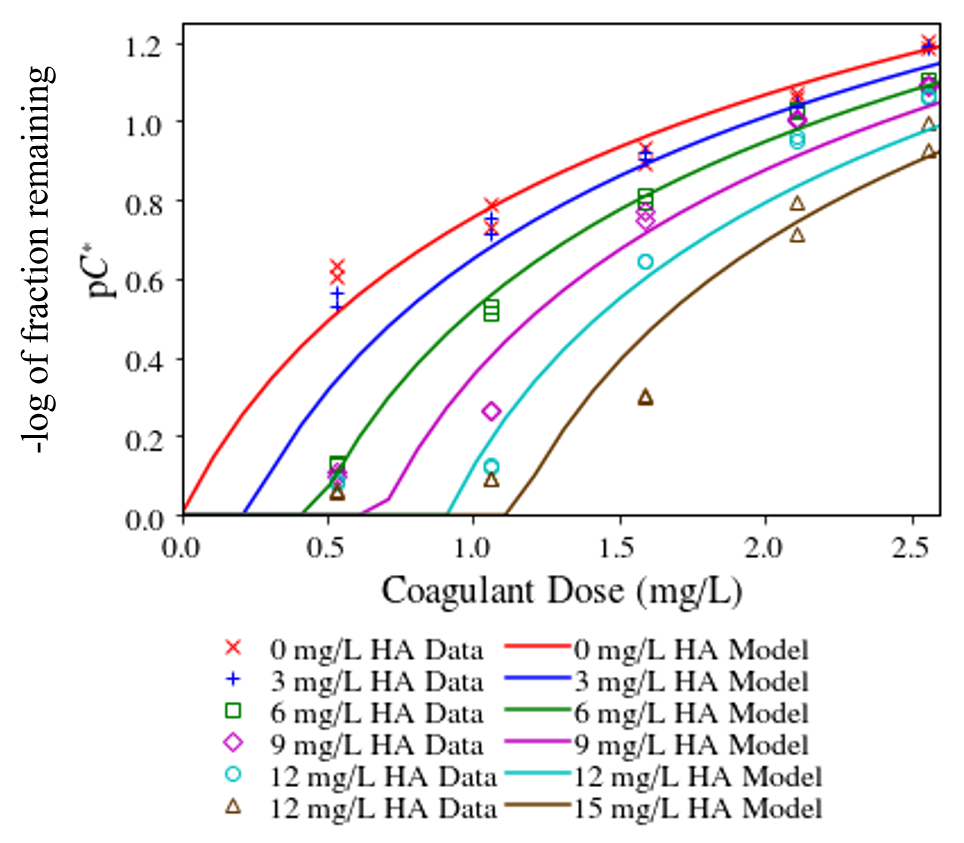 -log of fraction remaining
pC*
1.2
1.0
0.8
0.6
0.4
0.2
0.0
0.0 0.5 1.0 1.5 2.0 2.5
Coagulant Dose (mg/L)
0 mg/L HA Data 0 mg/L HA Model
3 mg/L HA Data 3 mg/L HA Model
6 mg/L HA Data 6 mg/L HA Model
9 mg/L HA Data 9 mg/L HA Model
12 mg/L HA Data 12 mg/L HA Model
12 mg/L HA Data 15 mg/L HA Model